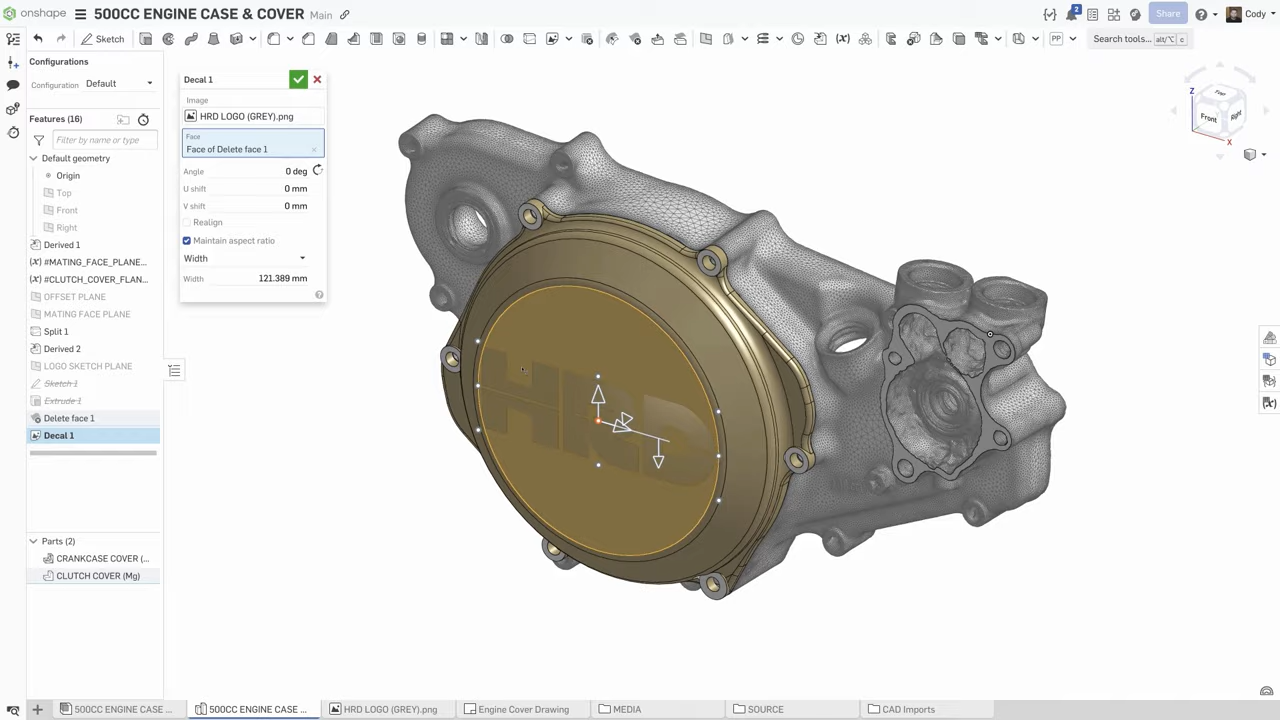 onshape
500CC ENGINE CASE & COVER
Main
2
Share
Cody
Sketch
PP
Search tools...
alt/⌥
c
Configurations
Configuration
Default
Features (16)
Filter by name or type
Default geometry
Origin
Top
Front
Right
Derived 1
(x) #MATING_FACE_PLANE...
(x) #CLUTCH_COVER_FLAN...
OFFSET PLANE
MATING FACE PLANE
Split 1
Derived 2
LOGO SKETCH PLANE
Sketch 1
Extrude 1
Delete face 1
Decal 1
Parts (2)
CRANKCASE COVER (...
CLUTCH COVER (Mg)
Decal 1
Image
HRD LOGO (GREY).png
Face
Face of Delete face 1
Angle
0 deg
U shift
0 mm
V shift
0 mm
Realign
Maintain aspect ratio
Width
Width
121.389 mm
HRD
Z
Top
Front
Right
X
500CC ENGINE CASE ...
500CC ENGINE CASE ...
HRD LOGO (GREY).png
Engine Cover Drawing
MEDIA
SOURCE
CAD Imports